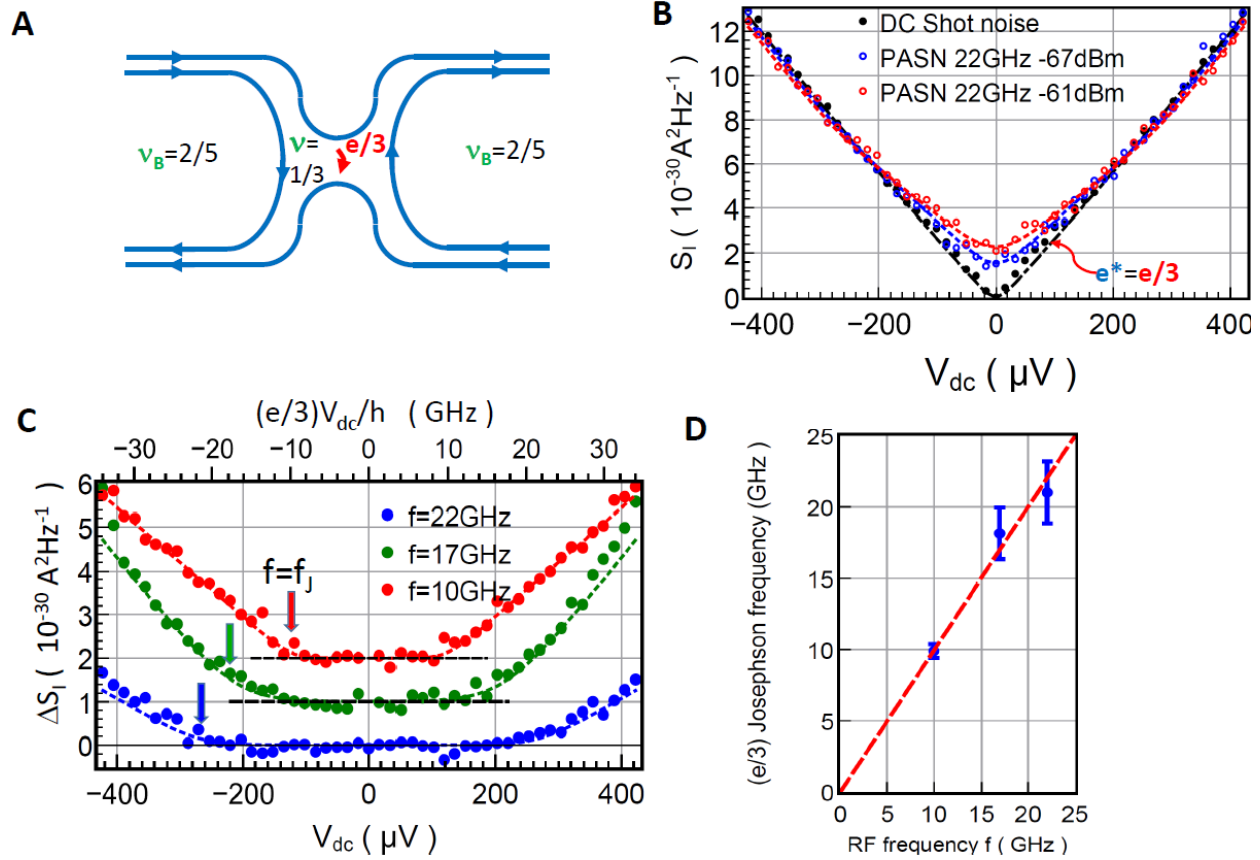 A
ν_B=2/5
ν=
1/3
e/3
ν_B=2/5
B
DC Shot noise
PASN 22GHz -67dBm
PASN 22GHz -61dBm
S_I ( 10⁻³⁰ A²Hz⁻¹ )
12
10
8
6
4
2
0
e*=e/3
−400 −200 0 200 400
V_dc ( µV )
C
(e/3)V_dc/h ( GHz )
−30 −20 −10 0 10 20 30
ΔS_I ( 10⁻³⁰ A²Hz⁻¹ )
6
5
4
3
2
1
0
f=22GHz
f=17GHz
f=10GHz
f=f_J
−400 −200 0 200 400
V_dc ( µV )
D
(e/3) Josephson frequency (GHz)
25
20
15
10
5
0
0 5 10 15 20 25
RF frequency f ( GHz )